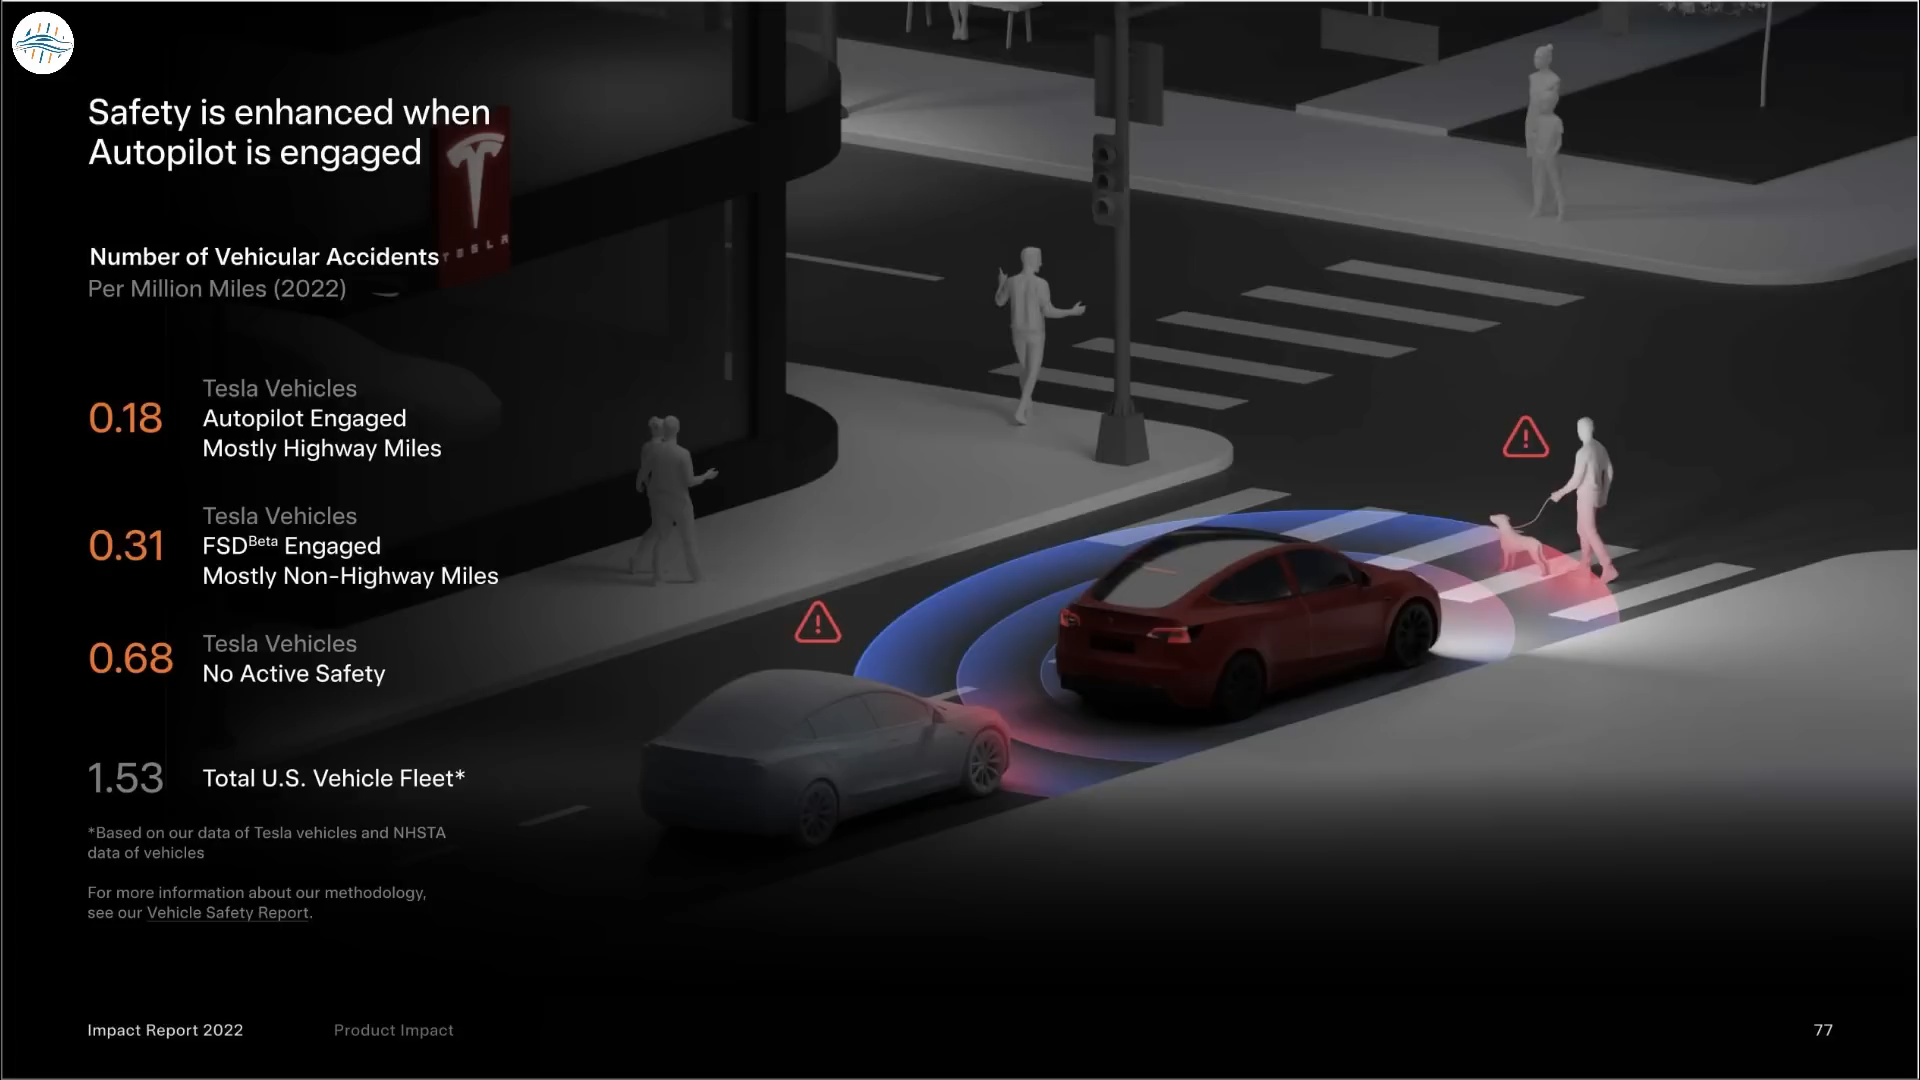 Safety is enhanced when
Autopilot is engaged
TESLA
Number of Vehicular Accidents
Per Million Miles (2022)
0.18
Tesla Vehicles
Autopilot Engaged
Mostly Highway Miles
0.31
Tesla Vehicles
FSDBeta Engaged
Mostly Non-Highway Miles
0.68
Tesla Vehicles
No Active Safety
1.53
Total U.S. Vehicle Fleet*
*Based on our data of Tesla vehicles and NHSTA
data of vehicles
For more information about our methodology,
see our Vehicle Safety Report.
Impact Report 2022
Product Impact
77